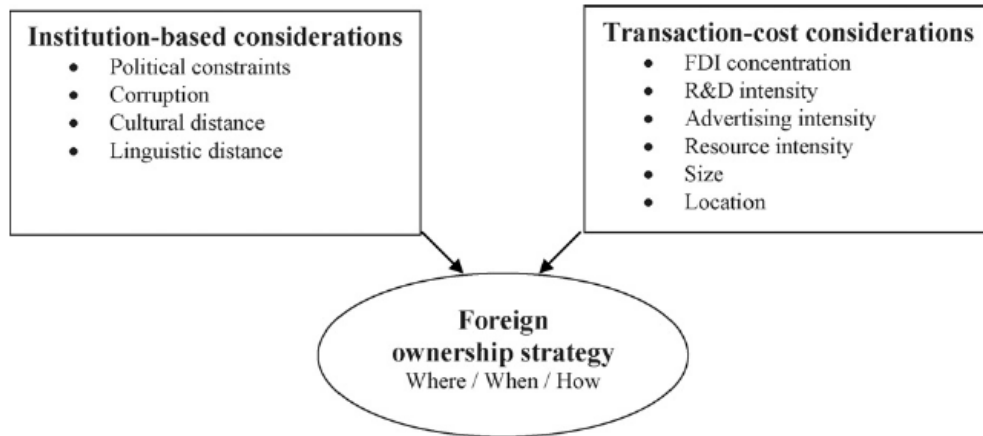 Institution-based considerations
• Political constraints
• Corruption
• Cultural distance
• Linguistic distance
Transaction-cost considerations
• FDI concentration
• R&D intensity
• Advertising intensity
• Resource intensity
• Size
• Location
Foreign
ownership strategy
Where / When / How